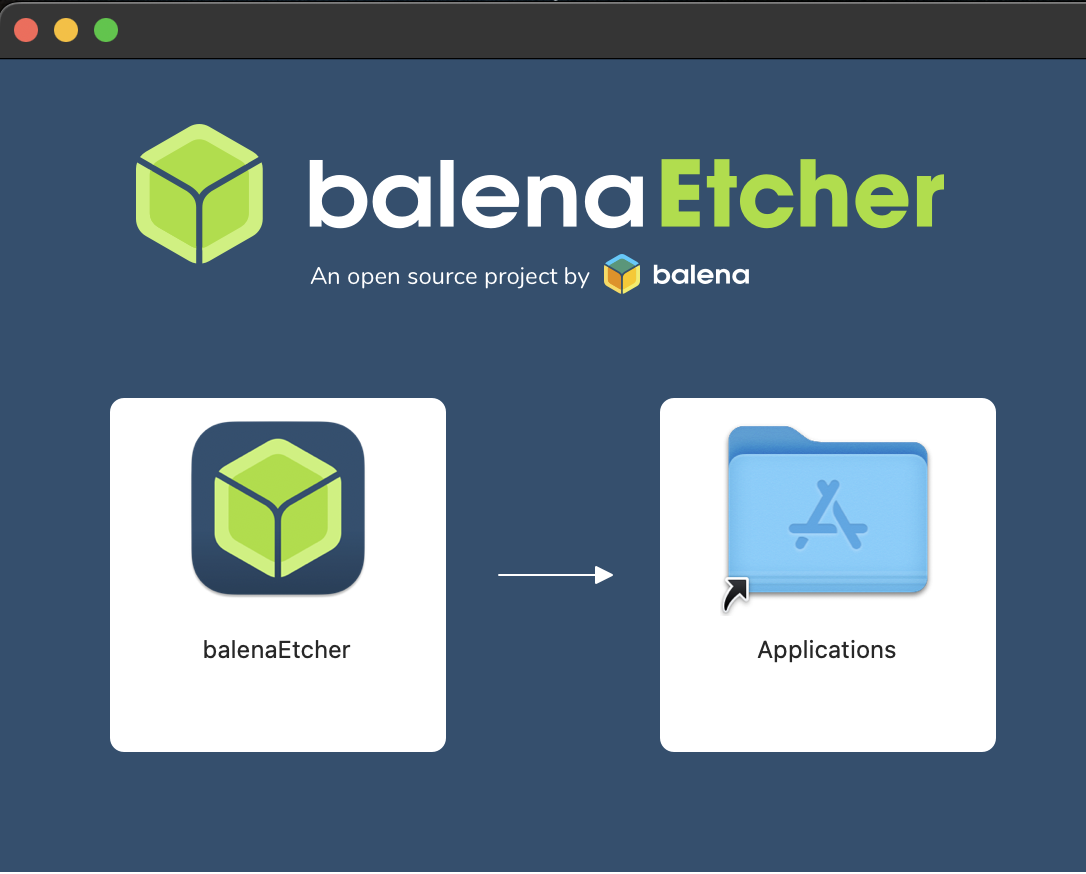 balenaEtcher
An open source project by balena
balenaEtcher
Applications